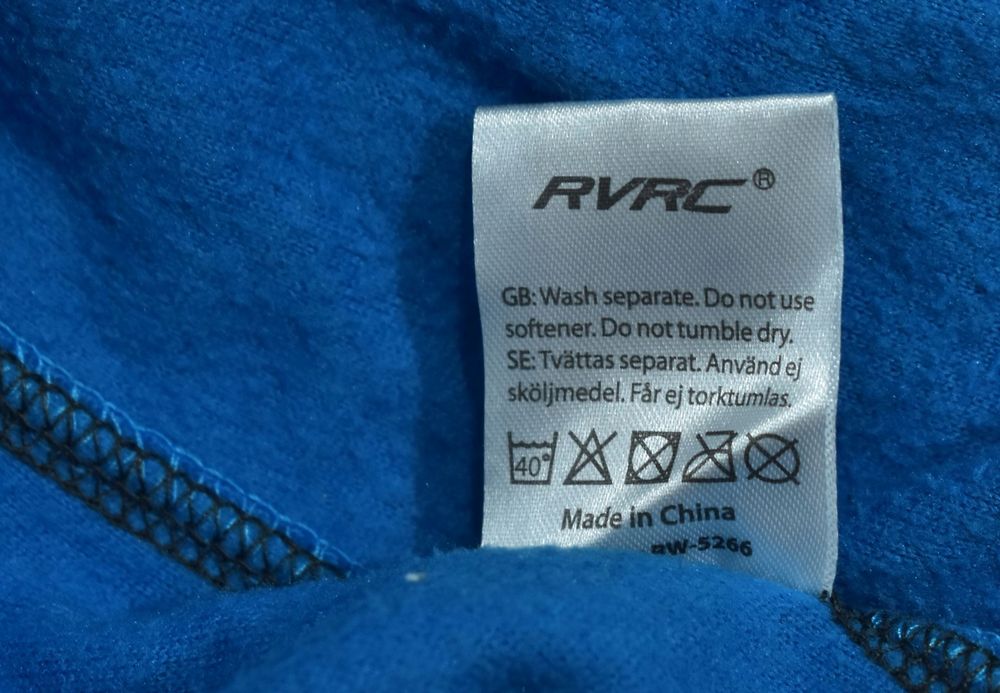 RVRC®
GB: Wash separate. Do not use
softener. Do not tumble dry.
SE: Tvättas separat. Använd ej
sköljmedel. Får ej torktumlas.
40°
Made in China
RW-5266